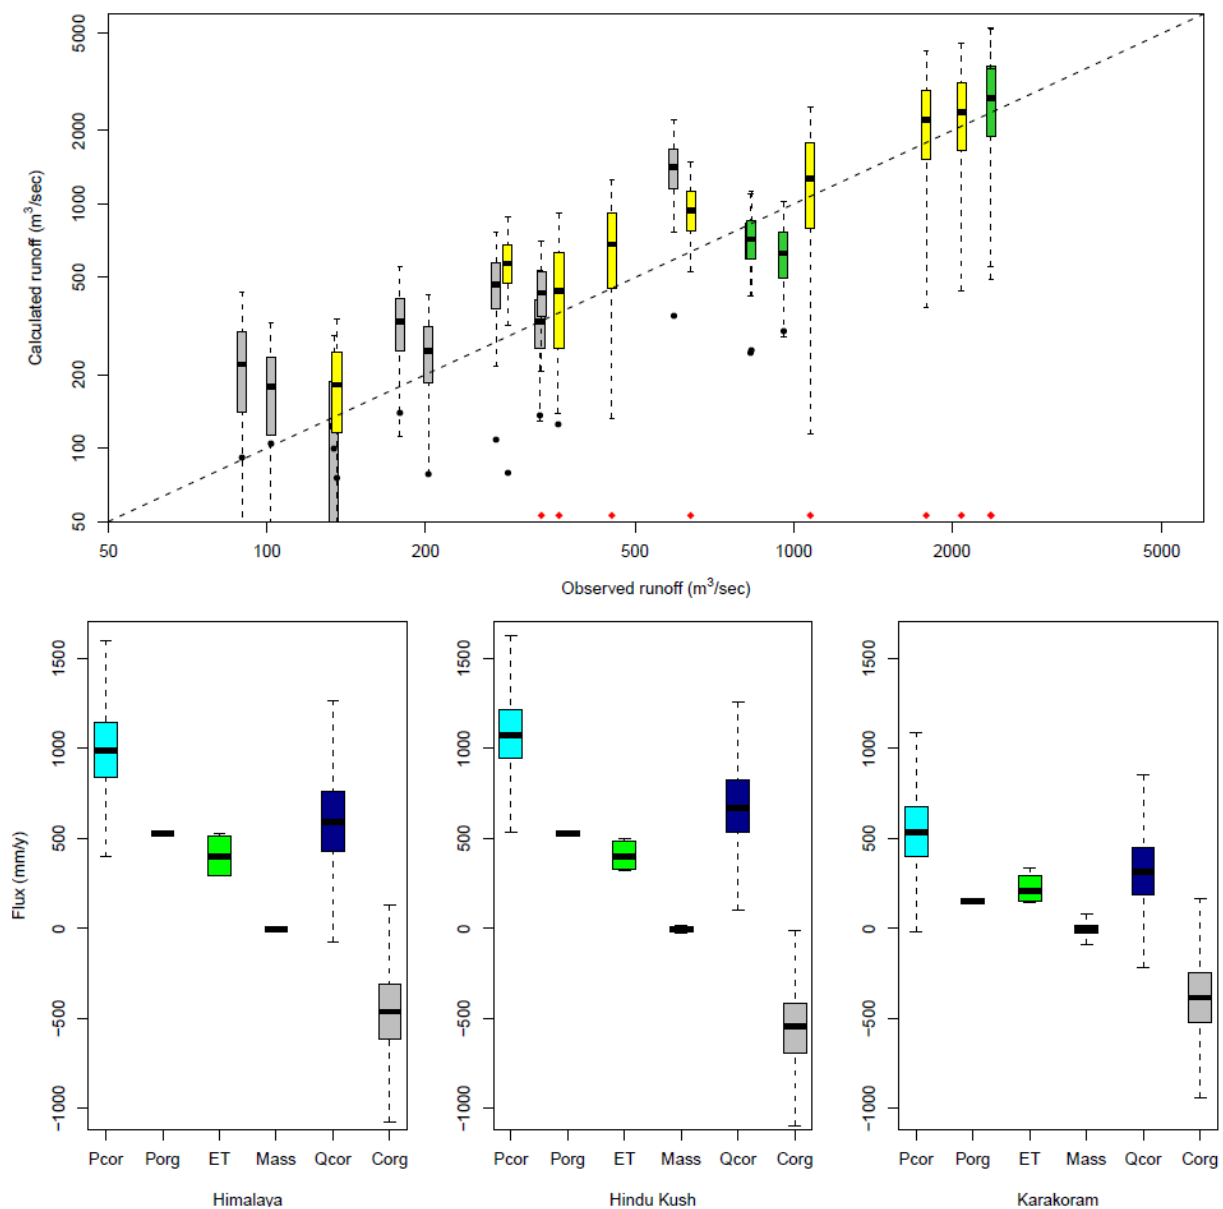 5000
2000
1000
500
200
100
50
Calculated runoff (m³/sec)
50 100 200 500 1000 2000 5000
Observed runoff (m³/sec)
1500
1000
500
0
−500
−1000
Flux (mm/y)
Pcor Porg ET Mass Qcor Corg
Himalaya
1500
1000
500
0
−500
−1000
Pcor Porg ET Mass Qcor Corg
Hindu Kush
1500
1000
500
0
−500
−1000
Pcor Porg ET Mass Qcor Corg
Karakoram